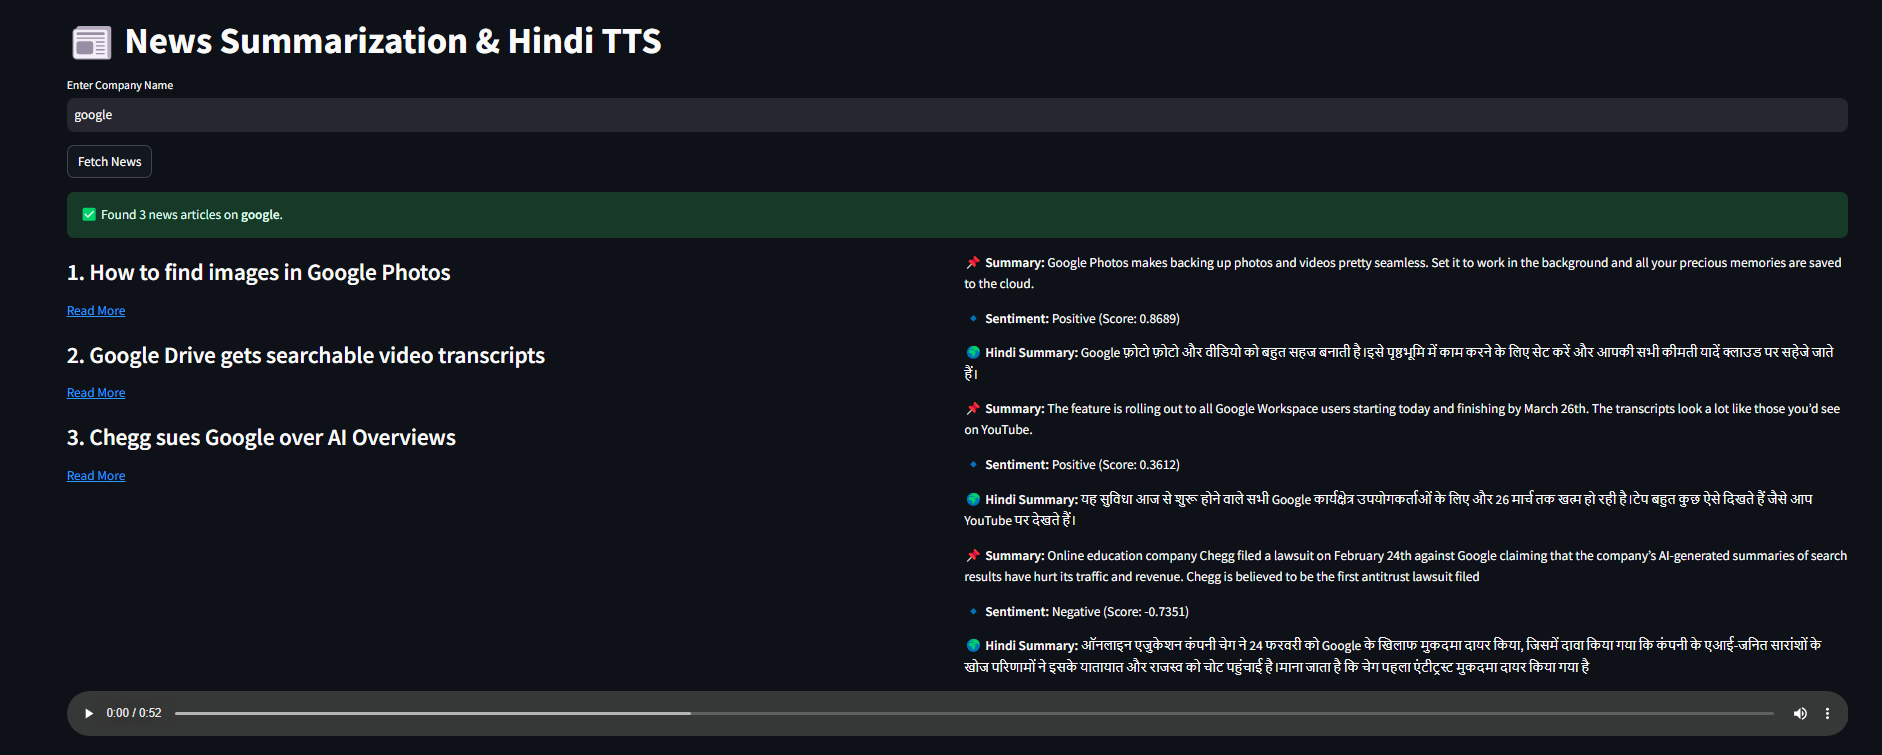 News Summarization & Hindi TTS
Enter Company Name
google
Fetch News
Found 3 news articles on google.
1. How to find images in Google Photos
Read More
2. Google Drive gets searchable video transcripts
Read More
3. Chegg sues Google over AI Overviews
Read More
Summary: Google Photos makes backing up photos and videos pretty seamless. Set it to work in the background and all your precious memories are saved
to the cloud.
Sentiment: Positive (Score: 0.8689)
Hindi Summary: Google फ़ोटो फ़ोटो और वीडियो को बहुत सहज बनाती है।इसे पृष्ठभूमि में काम करने के लिए सेट करें और आपकी सभी कीमती यादें क्लाउड पर सहेजे जाते
हैं।
Summary: The feature is rolling out to all Google Workspace users starting today and finishing by March 26th. The transcripts look a lot like those you’d see
on YouTube.
Sentiment: Positive (Score: 0.3612)
Hindi Summary: यह सुविधा आज से शुरू होने वाले सभी Google कार्यक्षेत्र उपयोगकर्ताओं के लिए और 26 मार्च तक खत्म हो रही है।टेप बहुत कुछ ऐसे दिखते हैं जैसे आप
YouTube पर देखते हैं।
Summary: Online education company Chegg filed a lawsuit on February 24th against Google claiming that the company’s AI-generated summaries of search
results have hurt its traffic and revenue. Chegg is believed to be the first antitrust lawsuit filed
Sentiment: Negative (Score: -0.7351)
Hindi Summary: ऑनलाइन एजुकेशन कंपनी चेग ने 24 फरवरी को Google के खिलाफ मुकदमा दायर किया, जिसमें दावा किया गया कि कंपनी के एआई-जनित सारांशों के
खोज परिणामों ने इसके यातायात और राजस्व को चोट पहुंचाई है।माना जाता है कि चेग पहला एंटीट्रस्ट मुकदमा दायर किया गया है
0:00 / 0:52